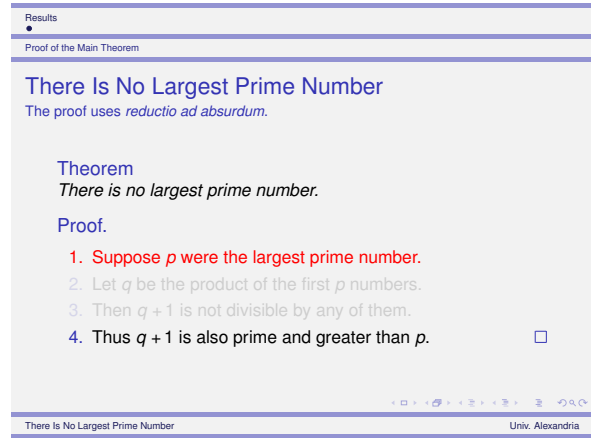 Results
Proof of the Main Theorem
There Is No Largest Prime Number
The proof uses reductio ad absurdum.
Theorem
There is no largest prime number.
Proof.
1. Suppose p were the largest prime number.
2. Let q be the product of the first p numbers.
3. Then q + 1 is not divisible by any of them.
4. Thus q + 1 is also prime and greater than p. □
There Is No Largest Prime Number Univ. Alexandria